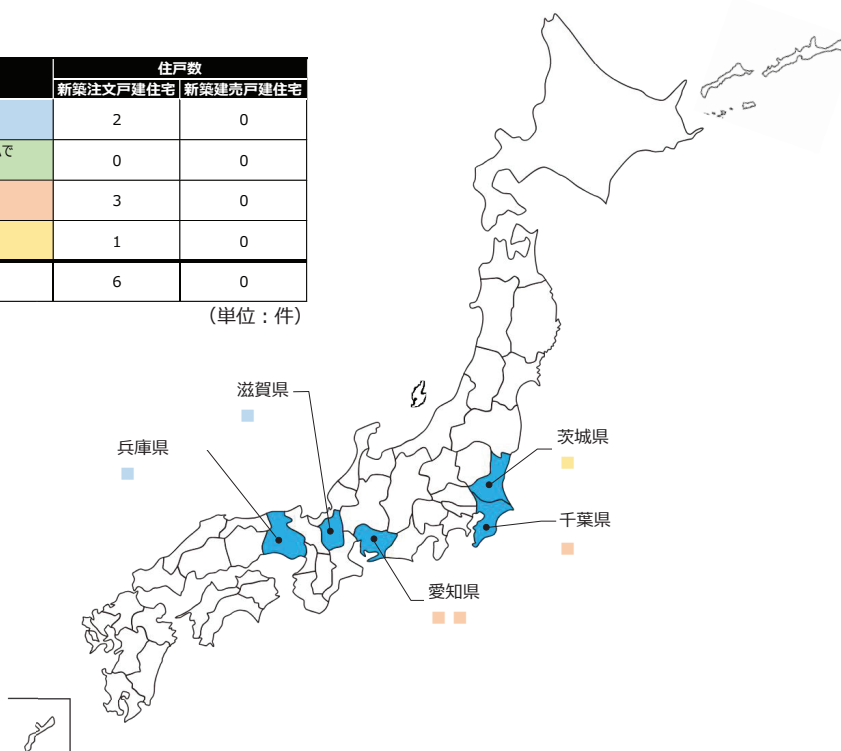 住戸数
新築注文戸建住宅 新築建売戸建住宅
2 0
で
0 0
3 0
1 0
6 0
（単位：件）
滋賀県
兵庫県
茨城県
千葉県
愛知県